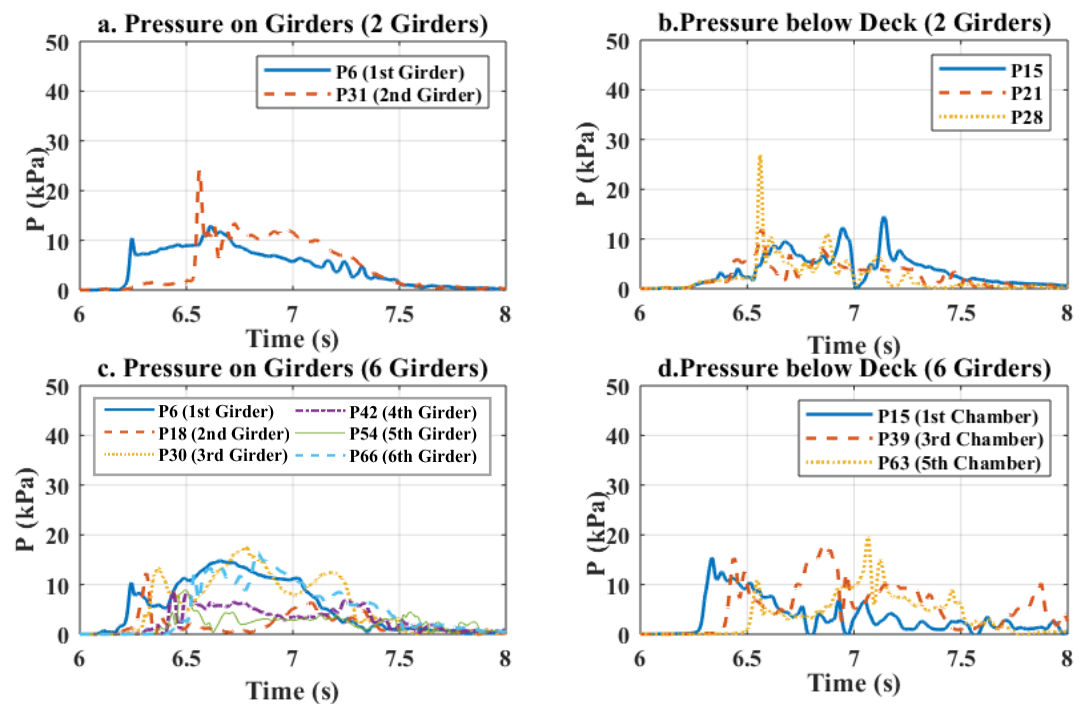 a. Pressure on Girders (2 Girders)
50
40
30
20
10
0
P (kPa)
P6 (1st Girder)
P31 (2nd Girder)
6
6.5
7
7.5
8
Time (s)
b.Pressure below Deck (2 Girders)
50
40
30
20
10
0
P (kPa)
P15
P21
P28
6
6.5
7
7.5
8
Time (s)
c. Pressure on Girders (6 Girders)
50
40
30
20
10
0
P (kPa)
P6 (1st Girder)
P18 (2nd Girder)
P30 (3rd Girder)
P42 (4th Girder)
P54 (5th Girder)
P66 (6th Girder)
6
6.5
7
7.5
8
Time (s)
d.Pressure below Deck (6 Girders)
50
40
30
20
10
0
P (kPa)
P15 (1st Chamber)
P39 (3rd Chamber)
P63 (5th Chamber)
6
6.5
7
7.5
8
Time (s)